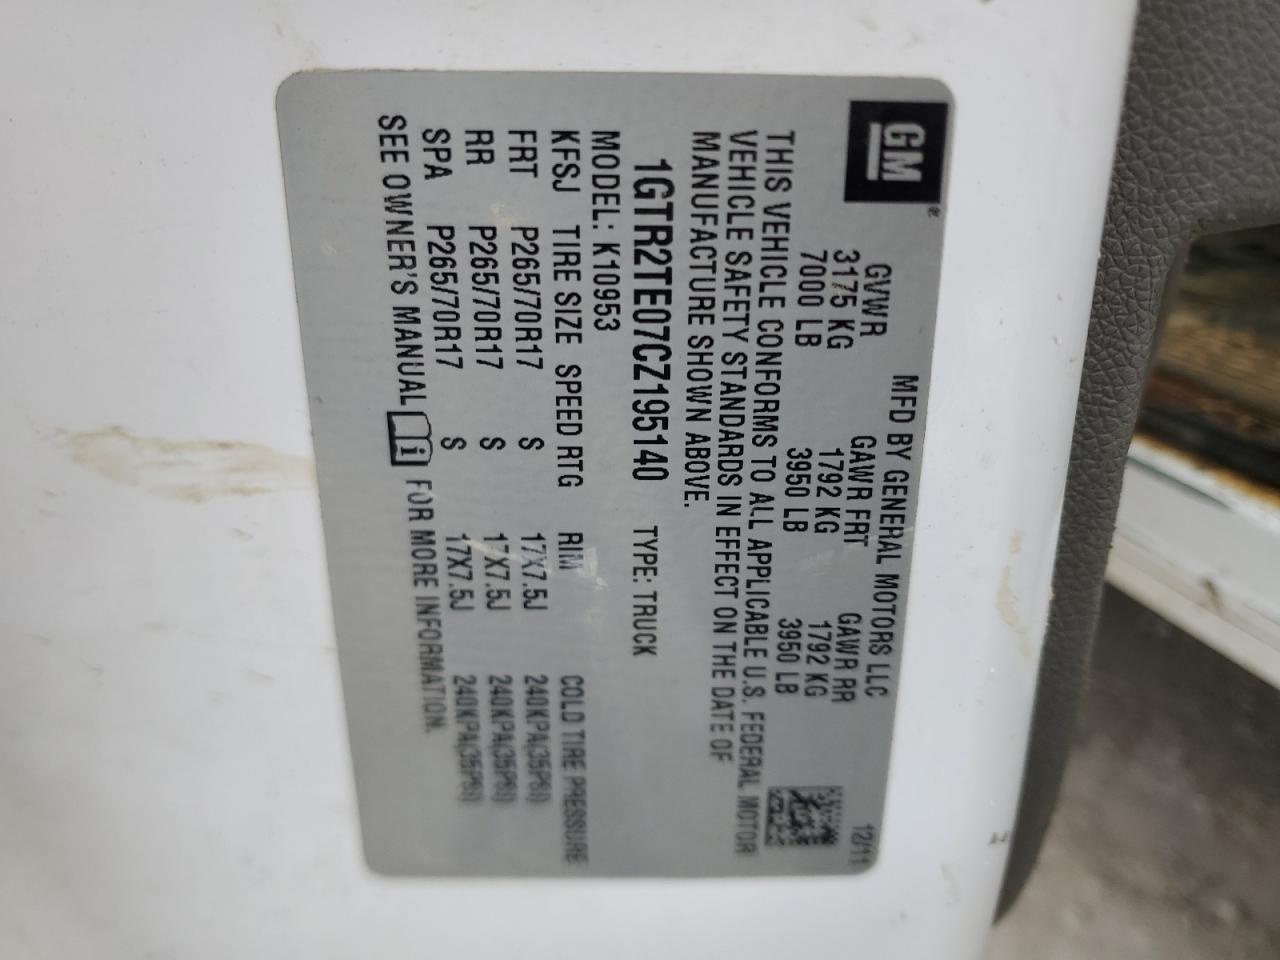 GM®
MFD BY GENERAL MOTORS LLC 12/11
GVWR GAWR FRT GAWR RR
3175 KG 1792 KG 1792 KG
7000 LB 3950 LB 3950 LB
THIS VEHICLE CONFORMS TO ALL APPLICABLE U.S. FEDERAL MOTOR
VEHICLE SAFETY STANDARDS IN EFFECT ON THE DATE OF
MANUFACTURE SHOWN ABOVE.
1GTR2TE07CZ195140 TYPE: TRUCK
MODEL: K10953
KFSJ TIRE SIZE SPEED RTG RIM COLD TIRE PRESSURE
FRT P265/70R17 S 17X7.5J 240KPA(35PSI)
RR P265/70R17 S 17X7.5J 240KPA(35PSI)
SPA P265/70R17 S 17X7.5J 240KPA(35PSI)
SEE OWNER'S MANUAL i FOR MORE INFORMATION.